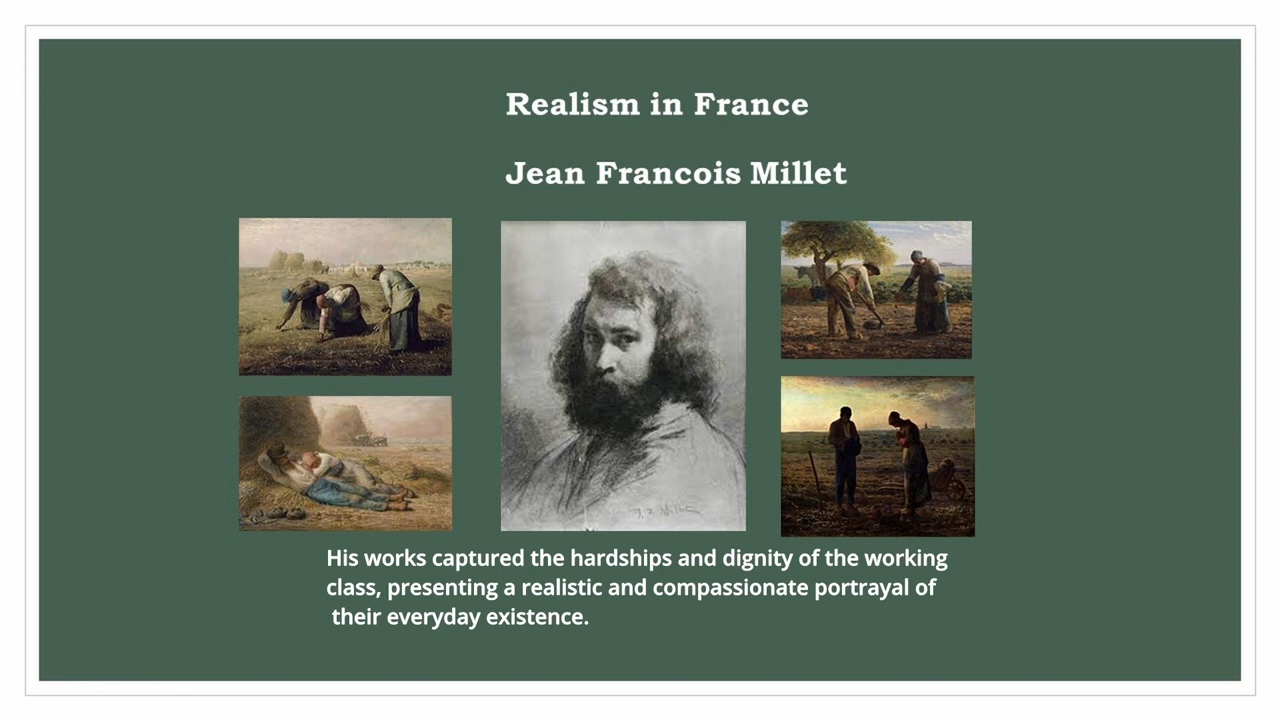 Realism in France
Jean Francois Millet
His works captured the hardships and dignity of the working
class, presenting a realistic and compassionate portrayal of
their everyday existence.